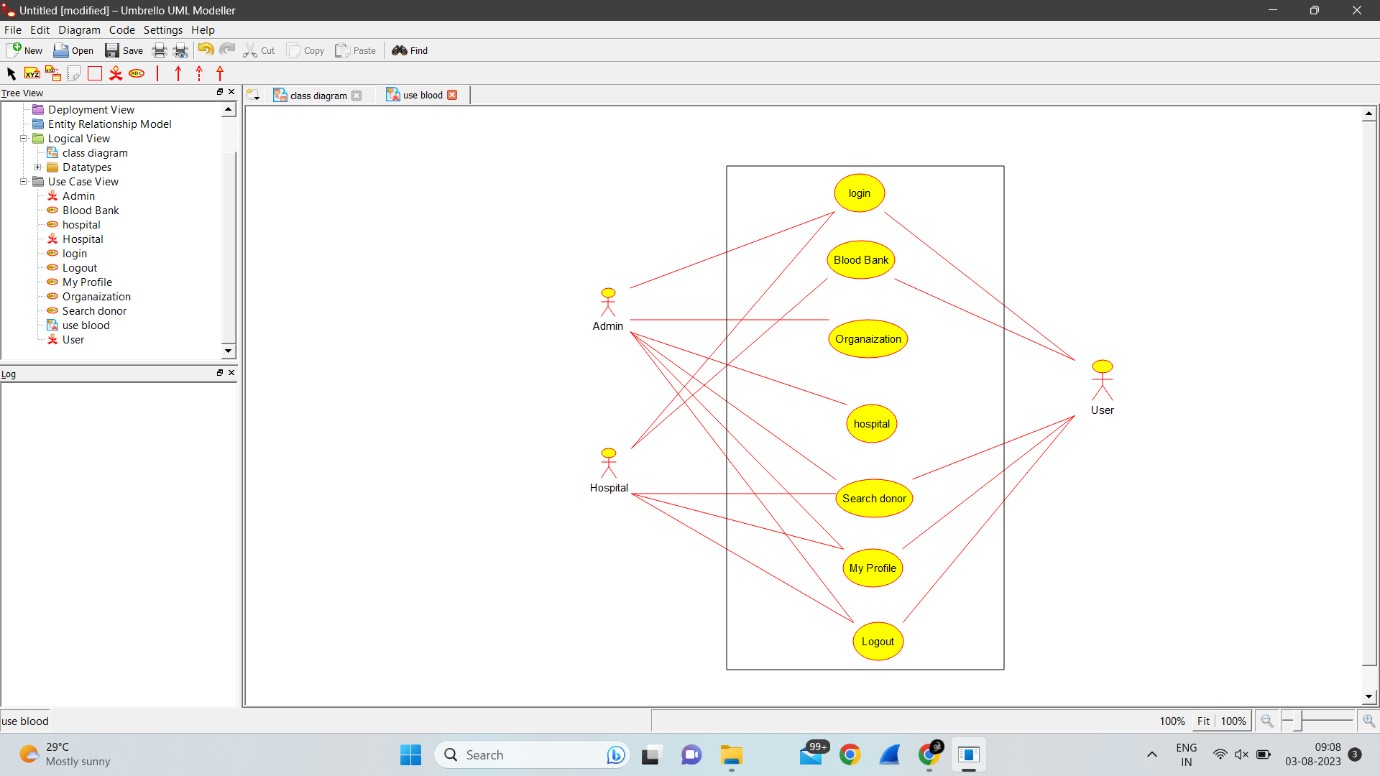 Untitled [modified] – Umbrello UML Modeller
File Edit Diagram Code Settings Help
New Open Save Cut Copy Paste Find
XYZ ABC
Tree View
class diagram
use blood
Deployment View
Entity Relationship Model
Logical View
class diagram
Datatypes
Use Case View
Admin
Blood Bank
hospital
Hospital
login
Logout
My Profile
Organaization
Search donor
use blood
User
Log
login
Blood Bank
Admin
Organaization
User
hospital
Hospital
Search donor
My Profile
Logout
use blood
100% Fit 100%
29°C
Mostly sunny
Search
99+
ENG
IN
09:08
03-08-2023
3